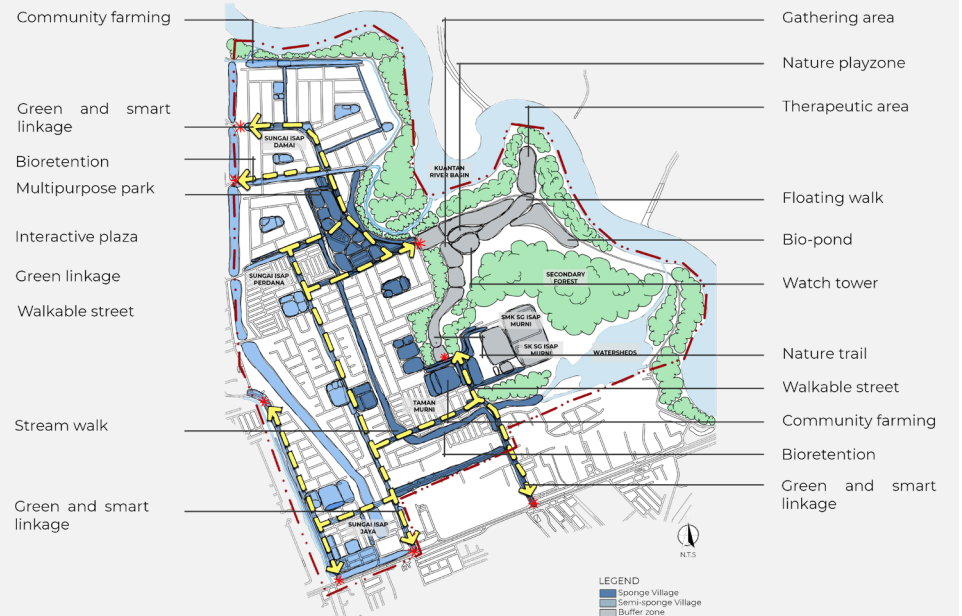 Community farming
Green and smart
linkage
Bioretention
Multipurpose park
Interactive plaza
Green linkage
Walkable street
Stream walk
Green and smart
linkage
SUNGAI ISAP
DAMAI
KUANTAN
RIVER BASIN
SUNGAI ISAP
PERDANA
SECONDARY
FOREST
SMK SG ISAP
MURNI
SK SG ISAP
MURNI
WATERSHEDS
TAMAN
MURNI
SUNGAI ISAP
JAYA
Gathering area
Nature playzone
Therapeutic area
Floating walk
Bio-pond
Watch tower
Nature trail
Walkable street
Community farming
Bioretention
Green and smart
linkage
N.T.S
LEGEND
Sponge Village
Semi-sponge Village
Buffer zone